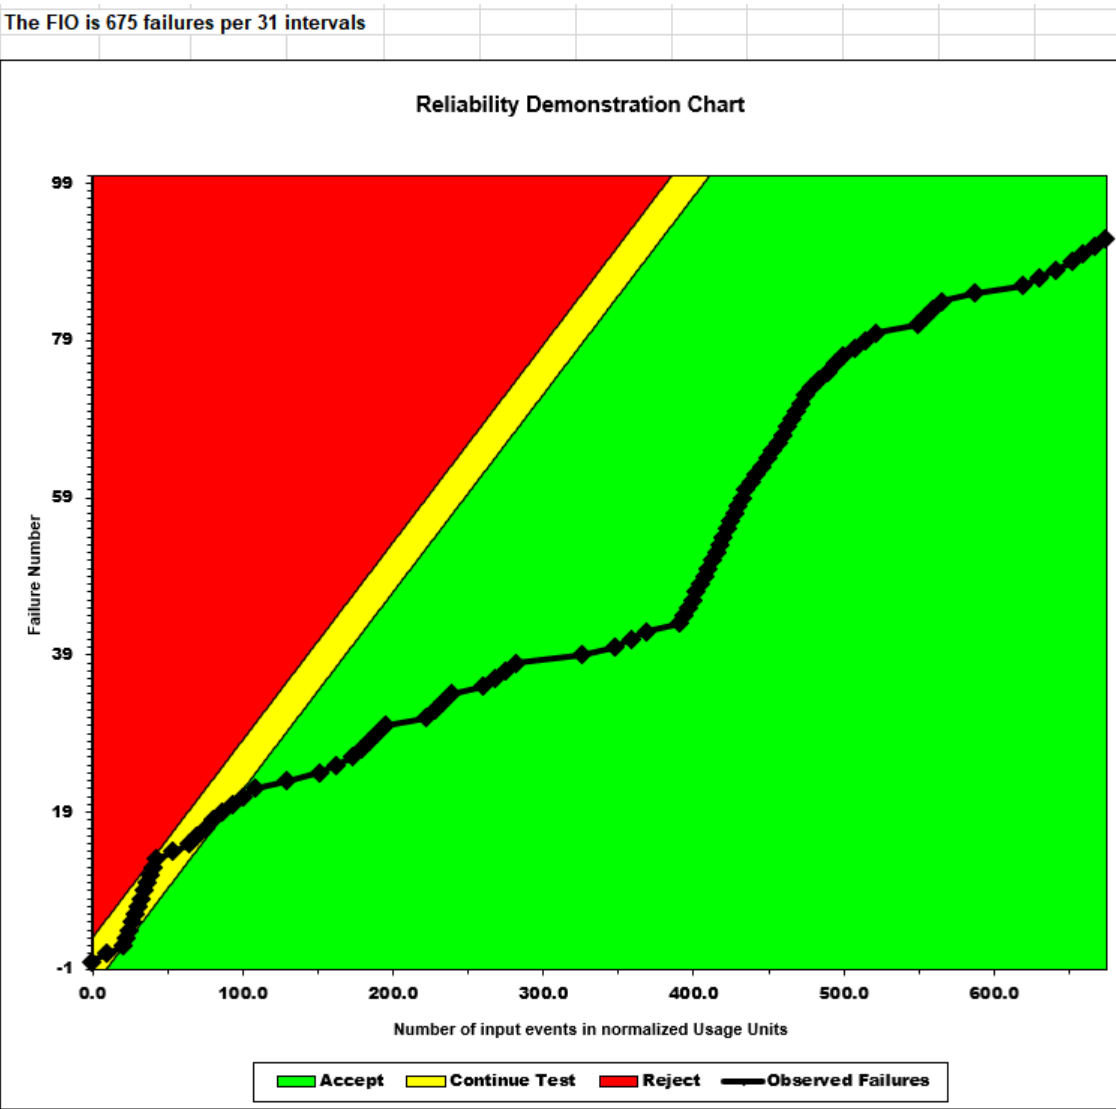 The FIO is 675 failures per 31 intervals
Reliability Demonstration Chart
99
79
59
39
19
-1
Failure Number
0.0 100.0 200.0 300.0 400.0 500.0 600.0
Number of input events in normalized Usage Units
Accept Continue Test Reject Observed Failures